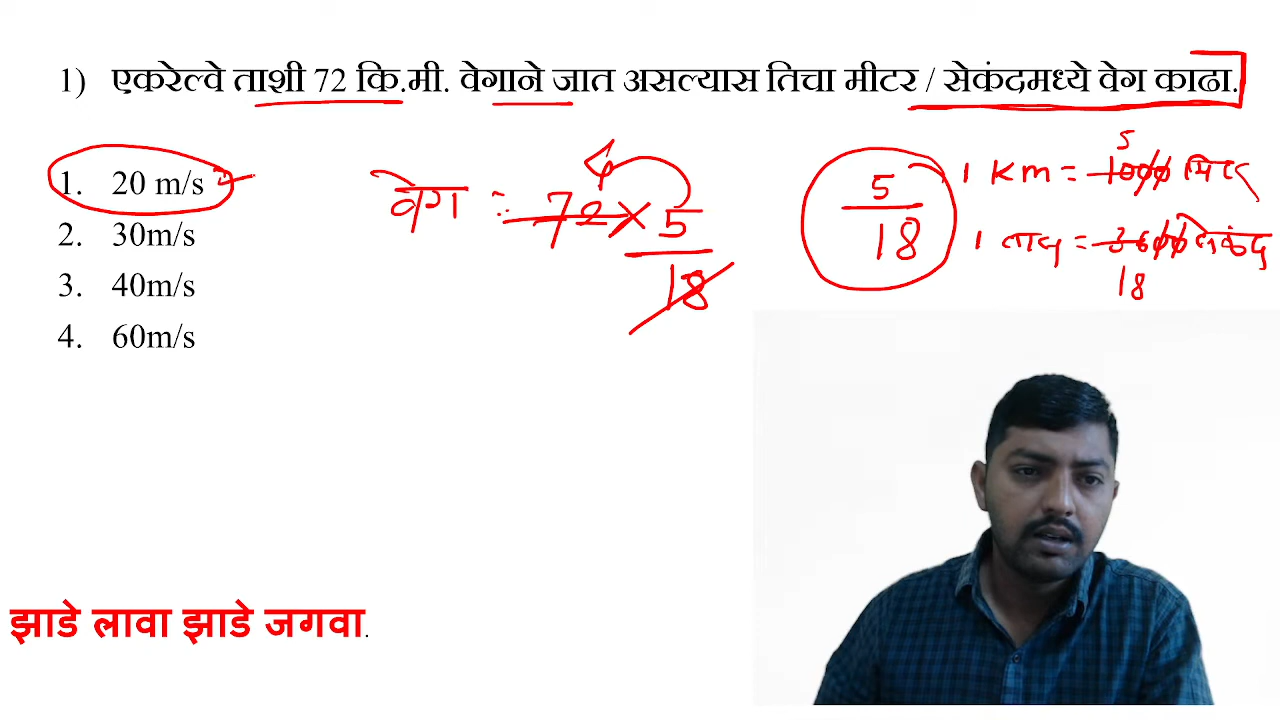 1) एकरेल्वे ताशी 72 कि.मी. वेगाने जात असल्यास तिचा मीटर / सेकंदमध्ये वेग काढा.
1. 20 m/s
2. 30m/s
3. 40m/s
4. 60m/s
वेग = 72 × 5
18
5
18
5
1 Km = 1000 मिटर
1 तास = 3600 सेकंद
18
झाडे लावा झाडे जगवा.